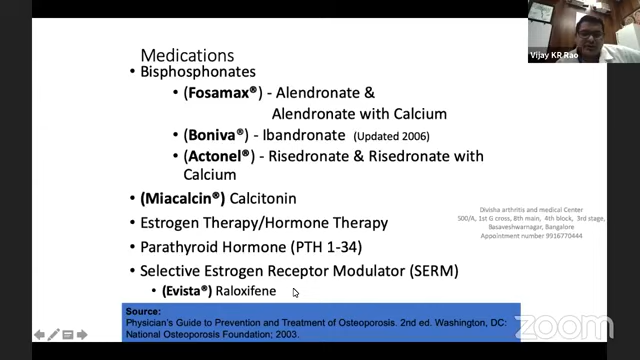 Vijay KR Rao
Medications
• Bisphosphonates
• (Fosamax®) - Alendronate &
Alendronate with Calcium
• (Boniva®) - Ibandronate (Updated 2006)
• (Actonel®) - Risedronate & Risedronate with
Calcium
• (Miacalcin®) Calcitonin
• Estrogen Therapy/Hormone Therapy
• Parathyroid Hormone (PTH 1-34)
• Selective Estrogen Receptor Modulator (SERM)
• (Evista®) Raloxifene
Divisha arthritis and medical Center
500/A, 1st G cross, 8th main, 4th block, 3rd stage,
Basaveshwarnagar, Bangalore
Appointment number 9916770444
Source:
Physician's Guide to Prevention and Treatment of Osteoporosis. 2nd ed. Washington, DC:
National Osteoporosis Foundation; 2003.
zoom